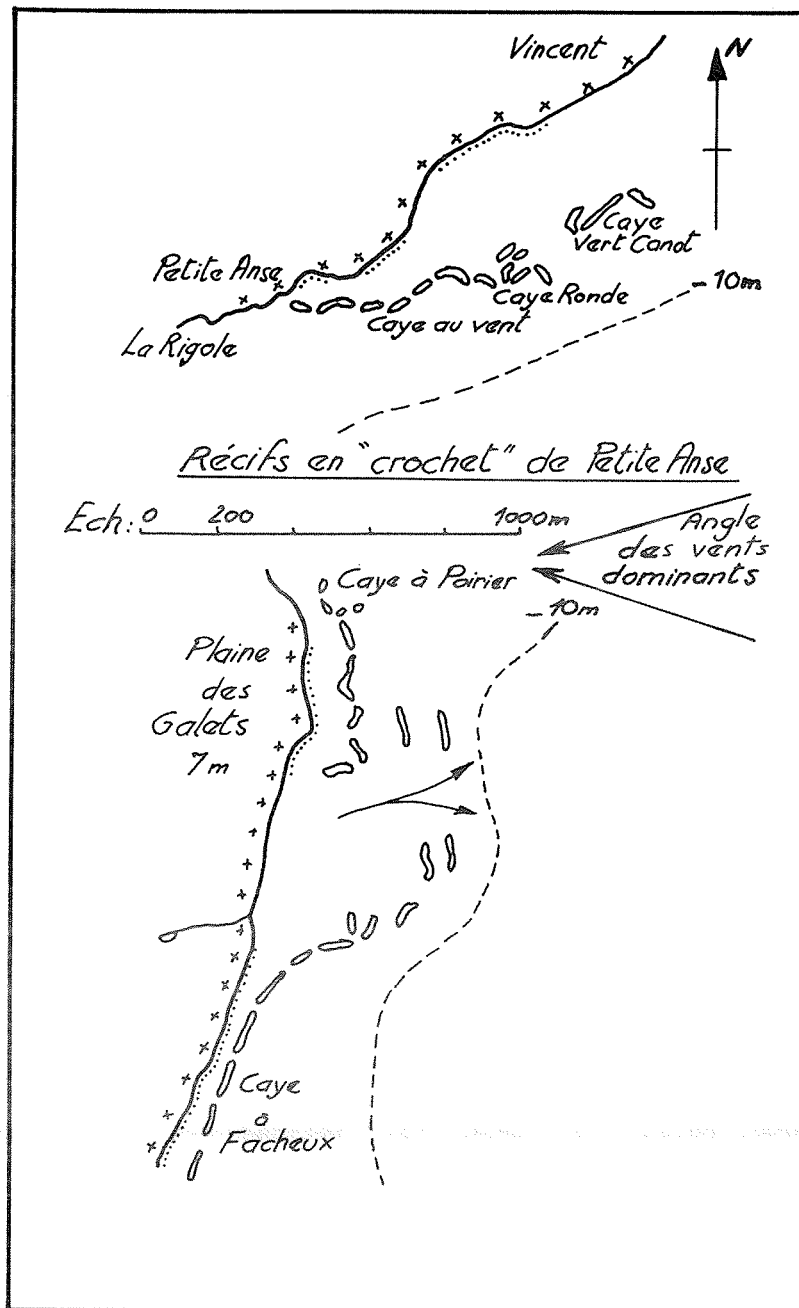 Vincent
N
Caye
Vert Canot
Petite Anse
- 10m
Caye Ronde
Caye au vent
La Rigole
Récifs en "crochet" de Petite Anse
Ech: 0 200 1000m
Angle
des vents
dominants
Caye à Poirier
- 10m
Plaine
des
Galets
7m
Caye
à
Facheux